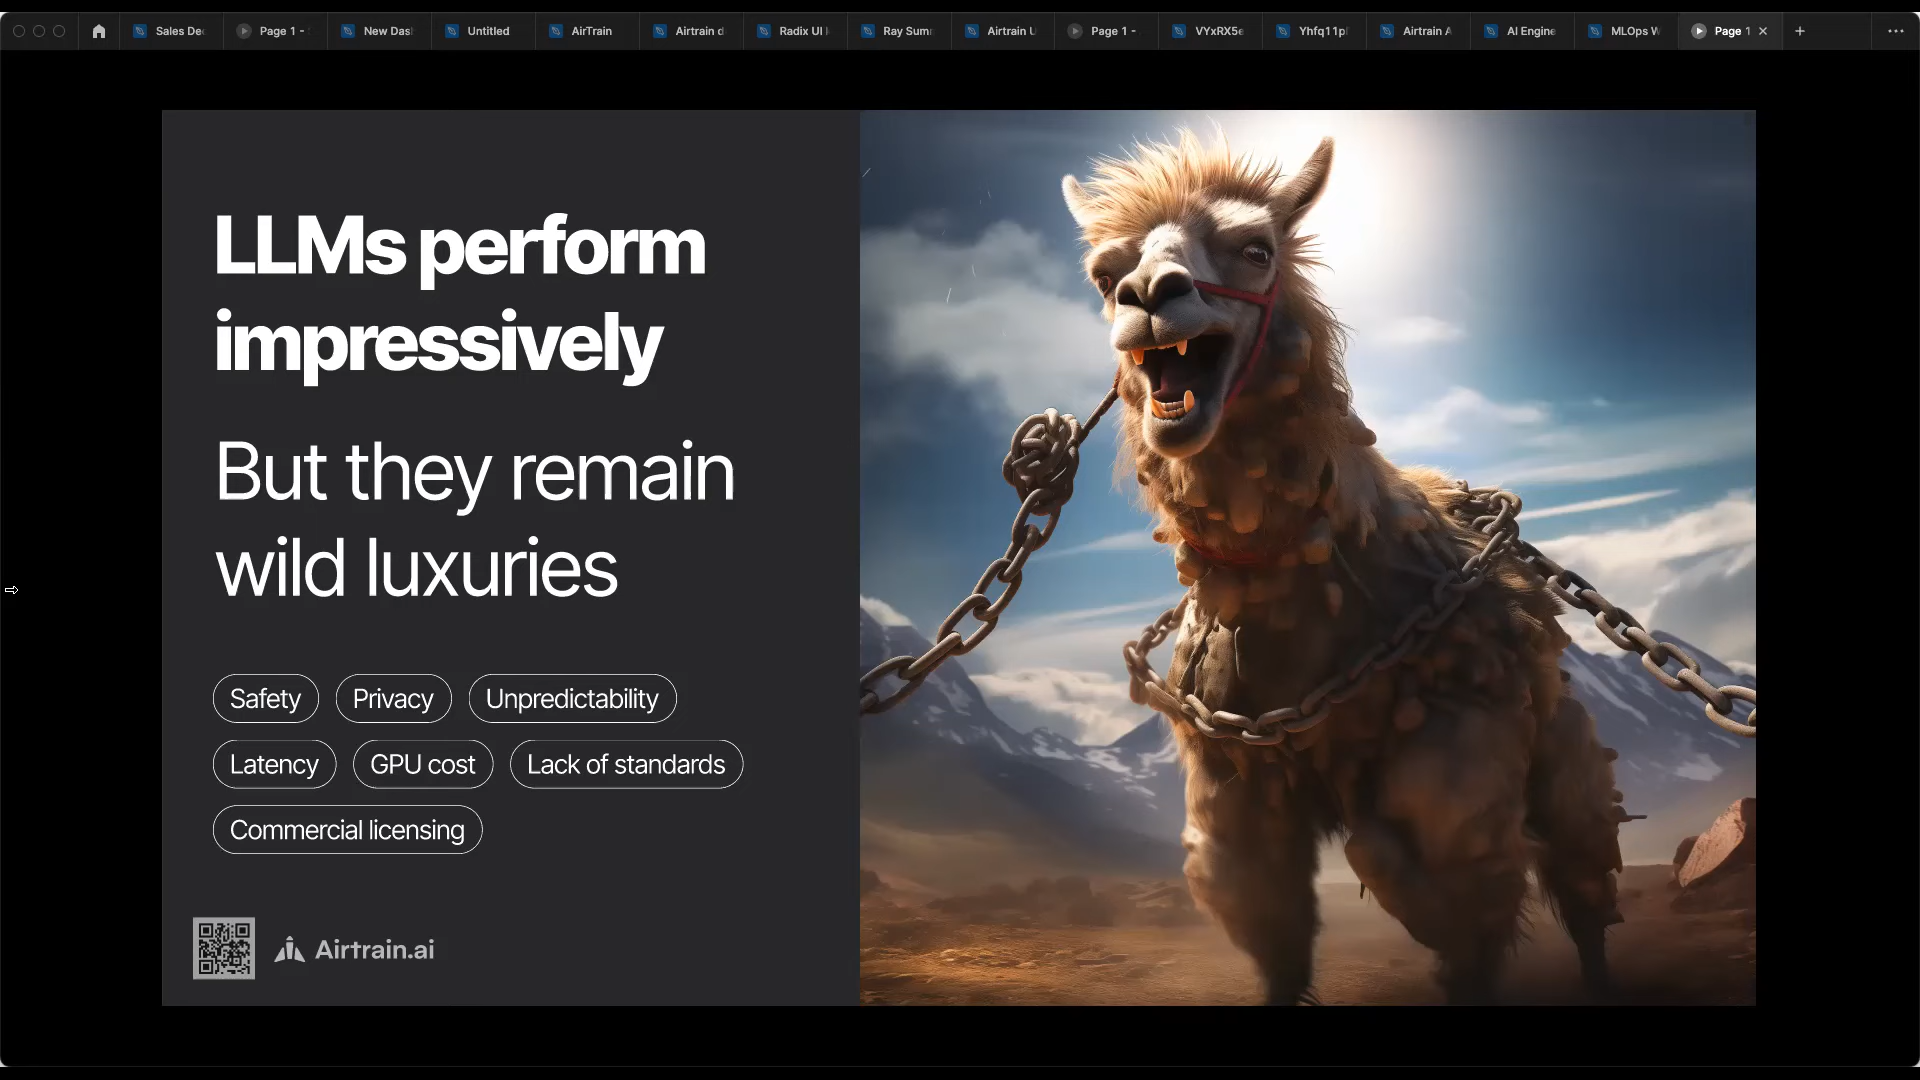 Sales De
Page 1 -
New Das
Untitled
AirTrain
Airtrain d
Radix UI
Ray Sum
Airtrain U
Page 1 -
VYxRX5e
Yhfq11p
Airtrain A
AI Engine
MLOps W
Page 1
LLMs perform
impressively
But they remain
wild luxuries
Safety Privacy Unpredictability
Latency GPU cost Lack of standards
Commercial licensing
Airtrain.ai